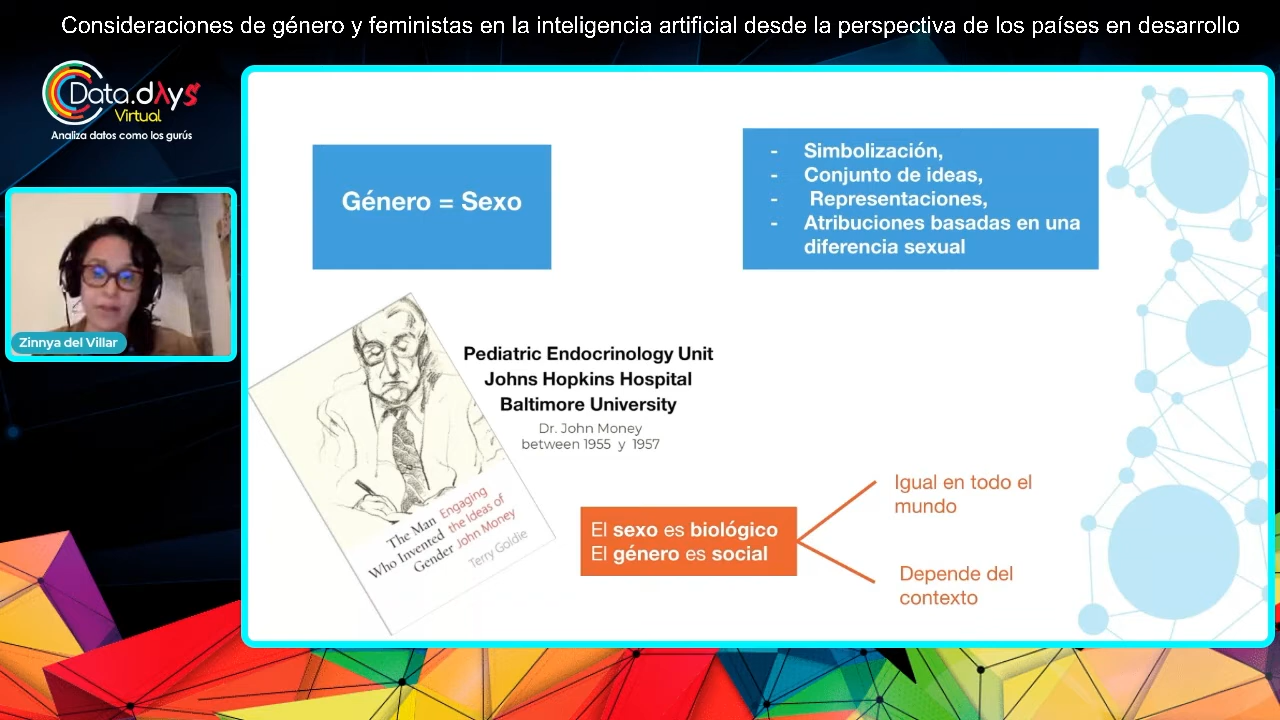 Consideraciones de género y feministas en la inteligencia artificial desde la perspectiva de los países en desarrollo
Data.dAys
Virtual
Analiza datos como los gurús
Zinnya del Villar
Género = Sexo
- Simbolización,
- Conjunto de ideas,
- Representaciones,
- Atribuciones basadas en una
diferencia sexual
Pediatric Endocrinology Unit
Johns Hopkins Hospital
Baltimore University
Dr. John Money
between 1955 y 1957
The Man Engaging
Who Invented the Ideas of
Gender John Money
Terry Goldie
El sexo es biológico
El género es social
Igual en todo el
mundo
Depende del
contexto